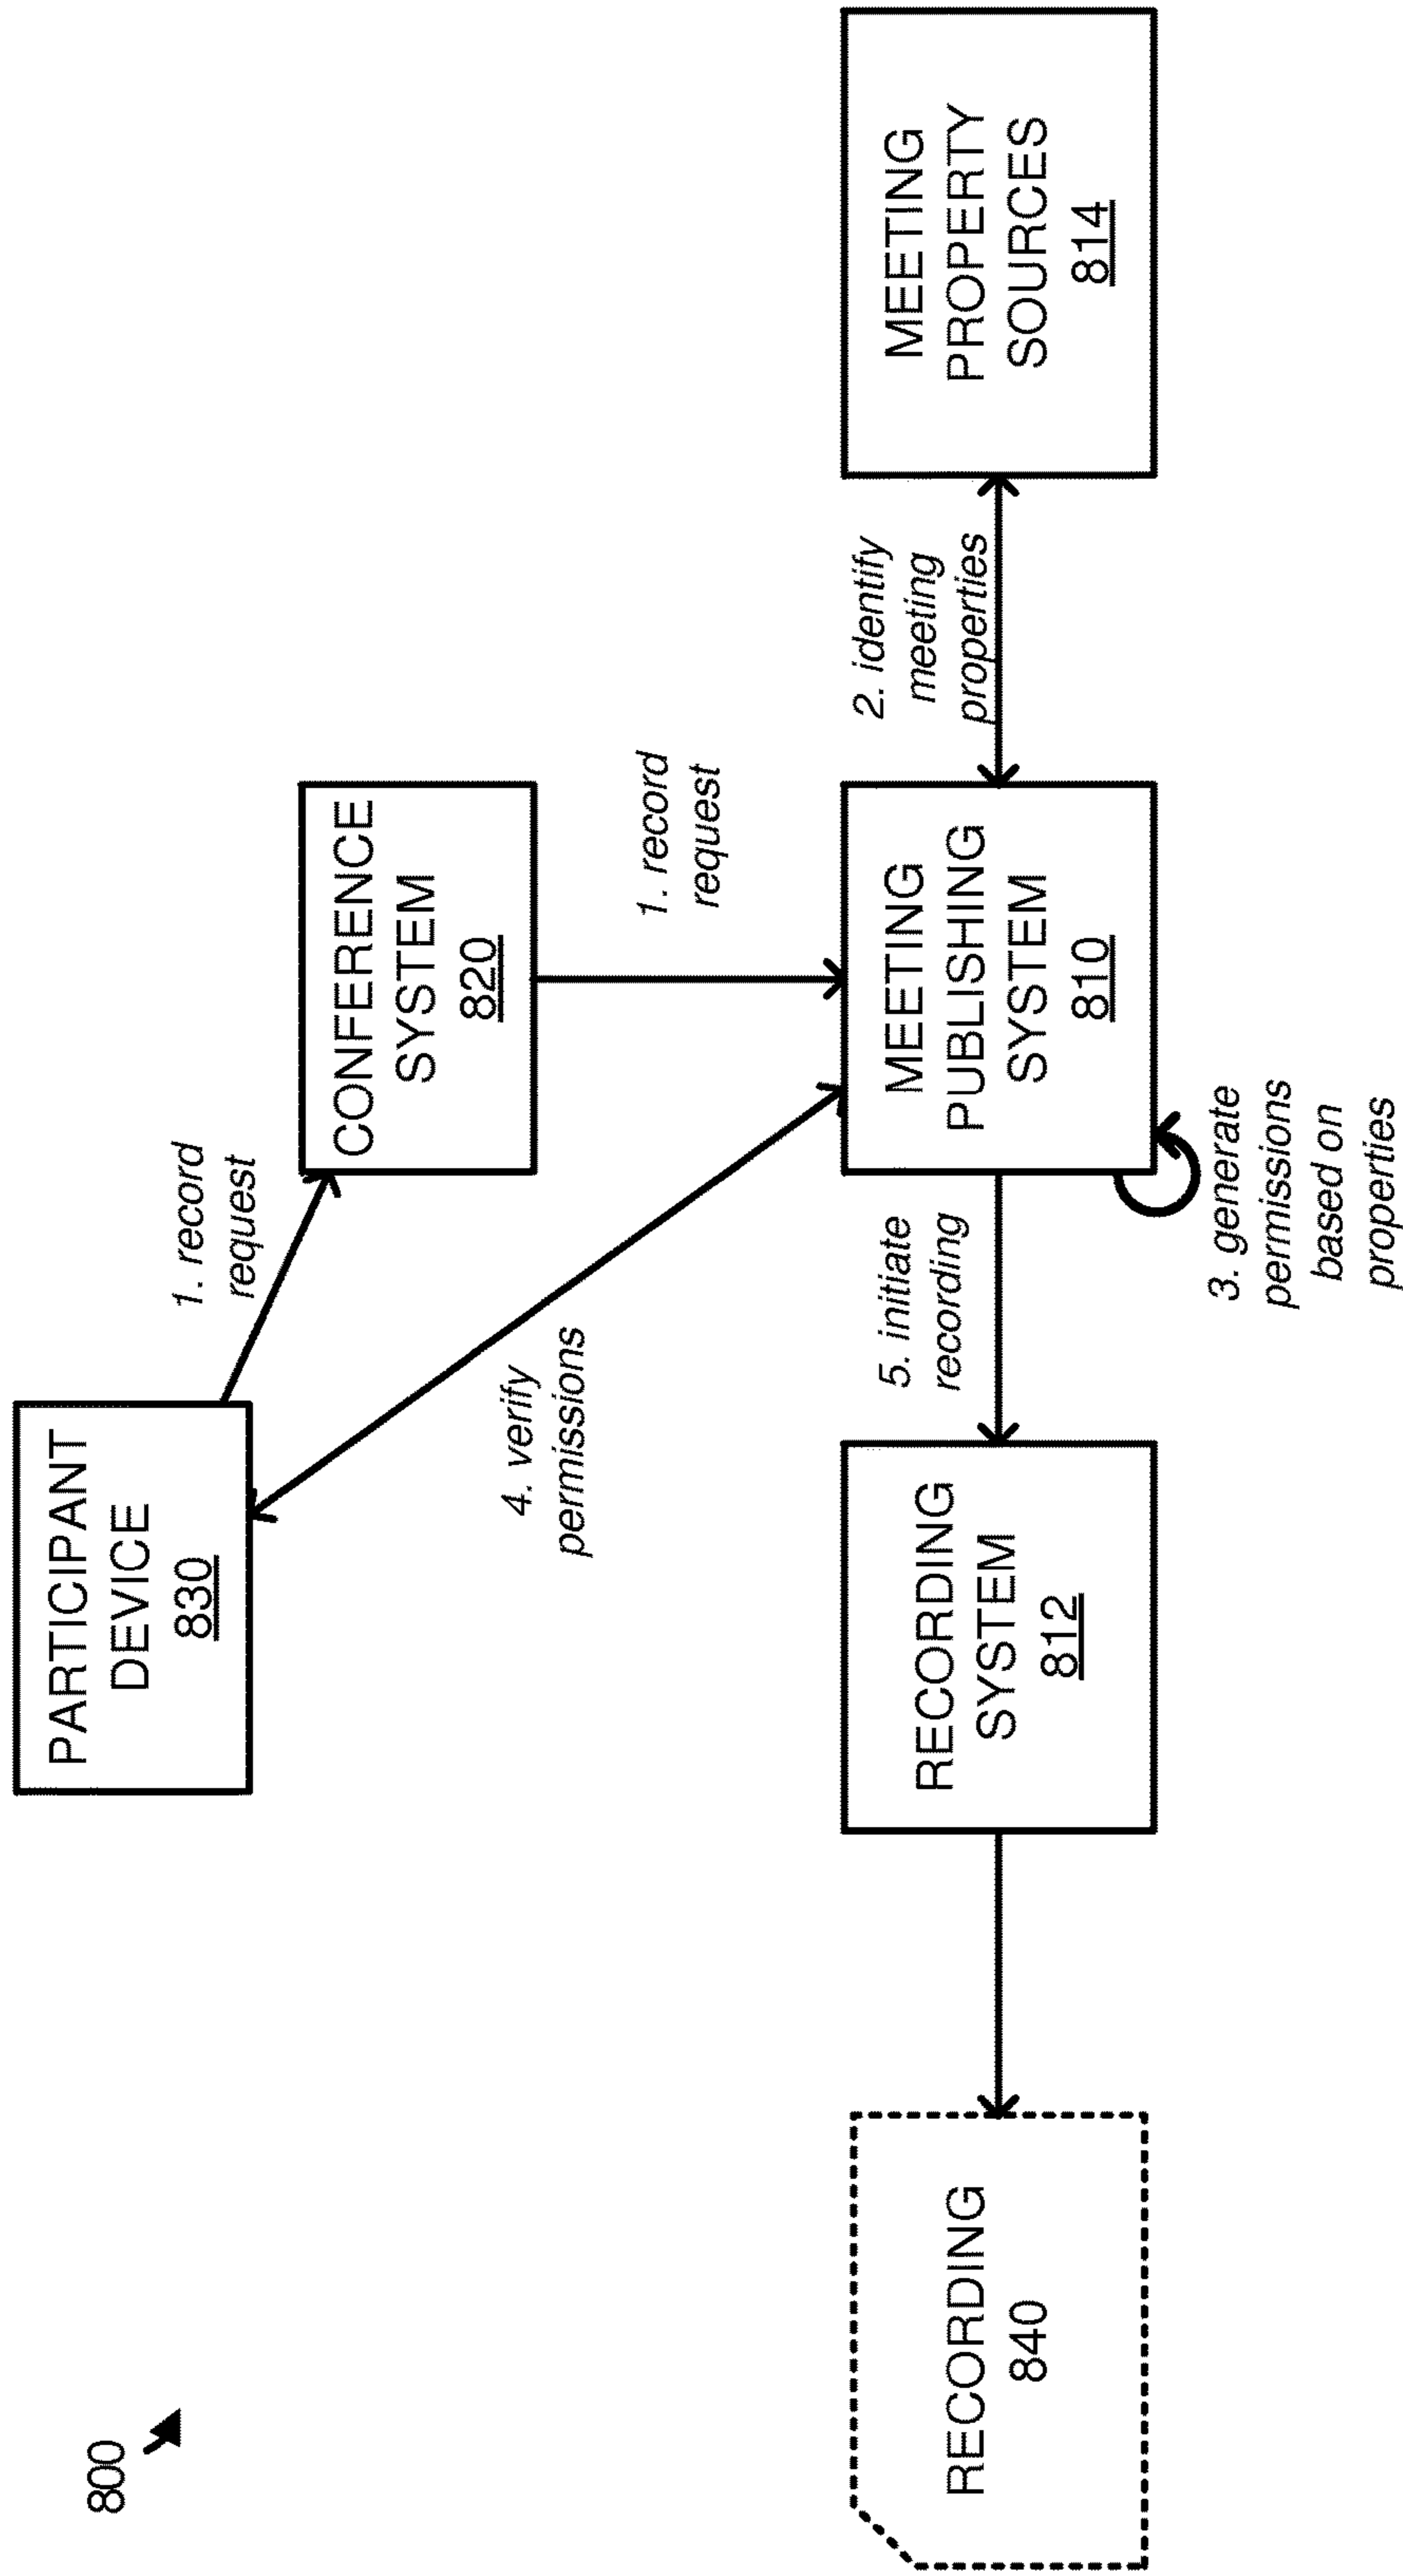 800
PARTICIPANT
DEVICE
830
1. record
request
CONFERENCE
SYSTEM
820
4. verify
permissions
1. record
request
RECORDING
840
RECORDING
SYSTEM
812
5. initiate
recording
MEETING
PUBLISHING
SYSTEM
810
2. identify
meeting
properties
MEETING
PROPERTY
SOURCES
814
3. generate
permissions
based on
properties